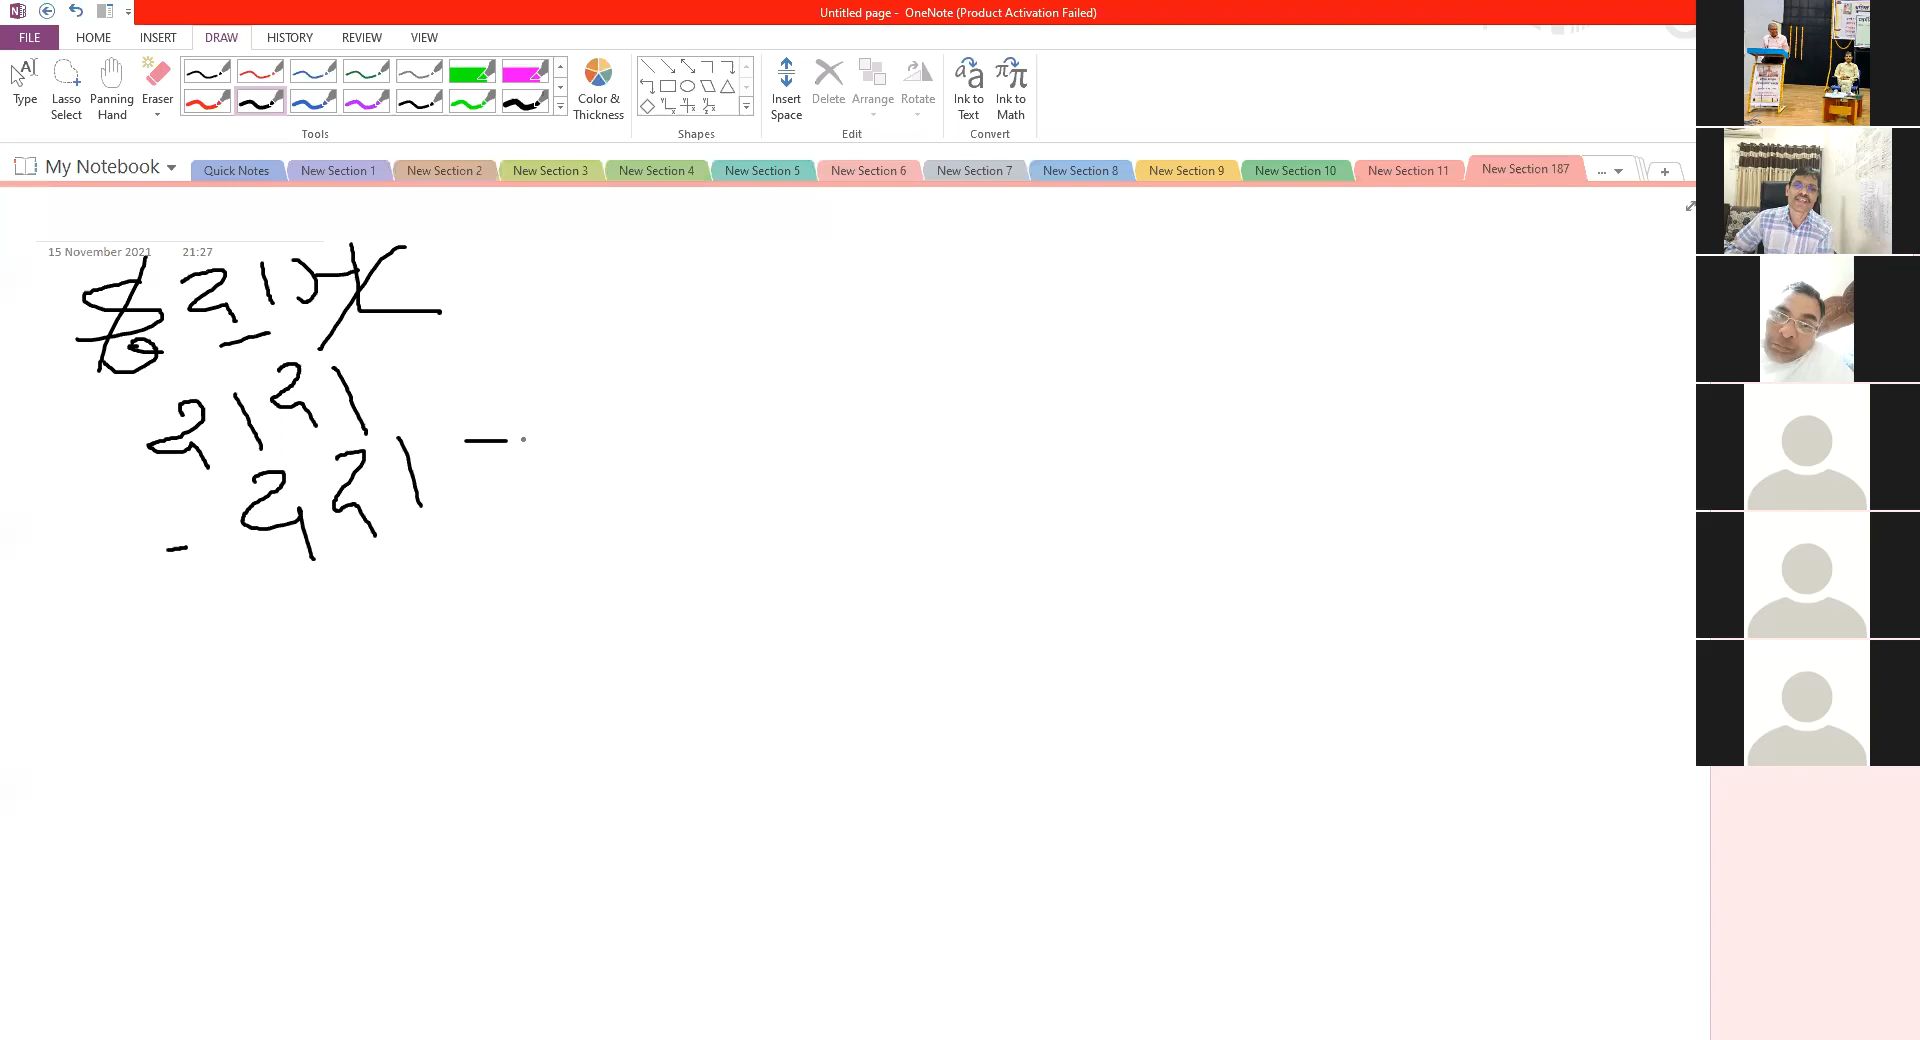 Untitled page - OneNote (Product Activation Failed)
FILE HOME INSERT DRAW HISTORY REVIEW VIEW
Type Lasso Select Panning Hand Eraser Color & Thickness Insert Space Delete Arrange Rotate Ink to Text Ink to Math
Tools Shapes Edit Convert
My Notebook Quick Notes New Section 1 New Section 2 New Section 3 New Section 4 New Section 5 New Section 6 New Section 7 New Section 8 New Section 9 New Section 10 New Section 11 New Section 187 ...
15 November 2021 21:27